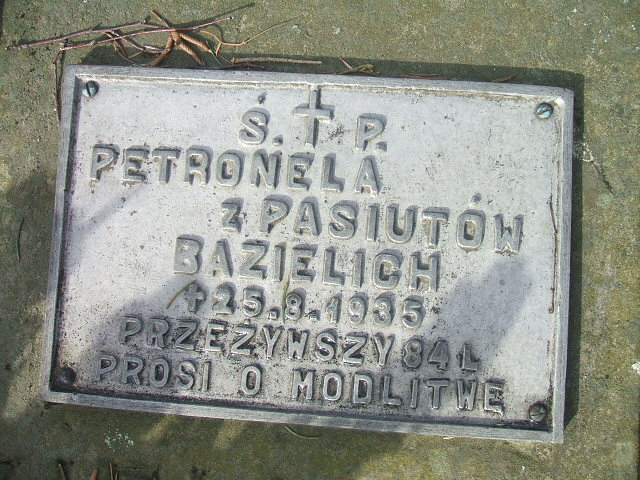 Ś. † P.
PETRONELA
Z PASIUTÓW
BAZIELICH
† 25.8.1935
PRZEŻYWSZY 84 L
PROSI O MODLITWĘ